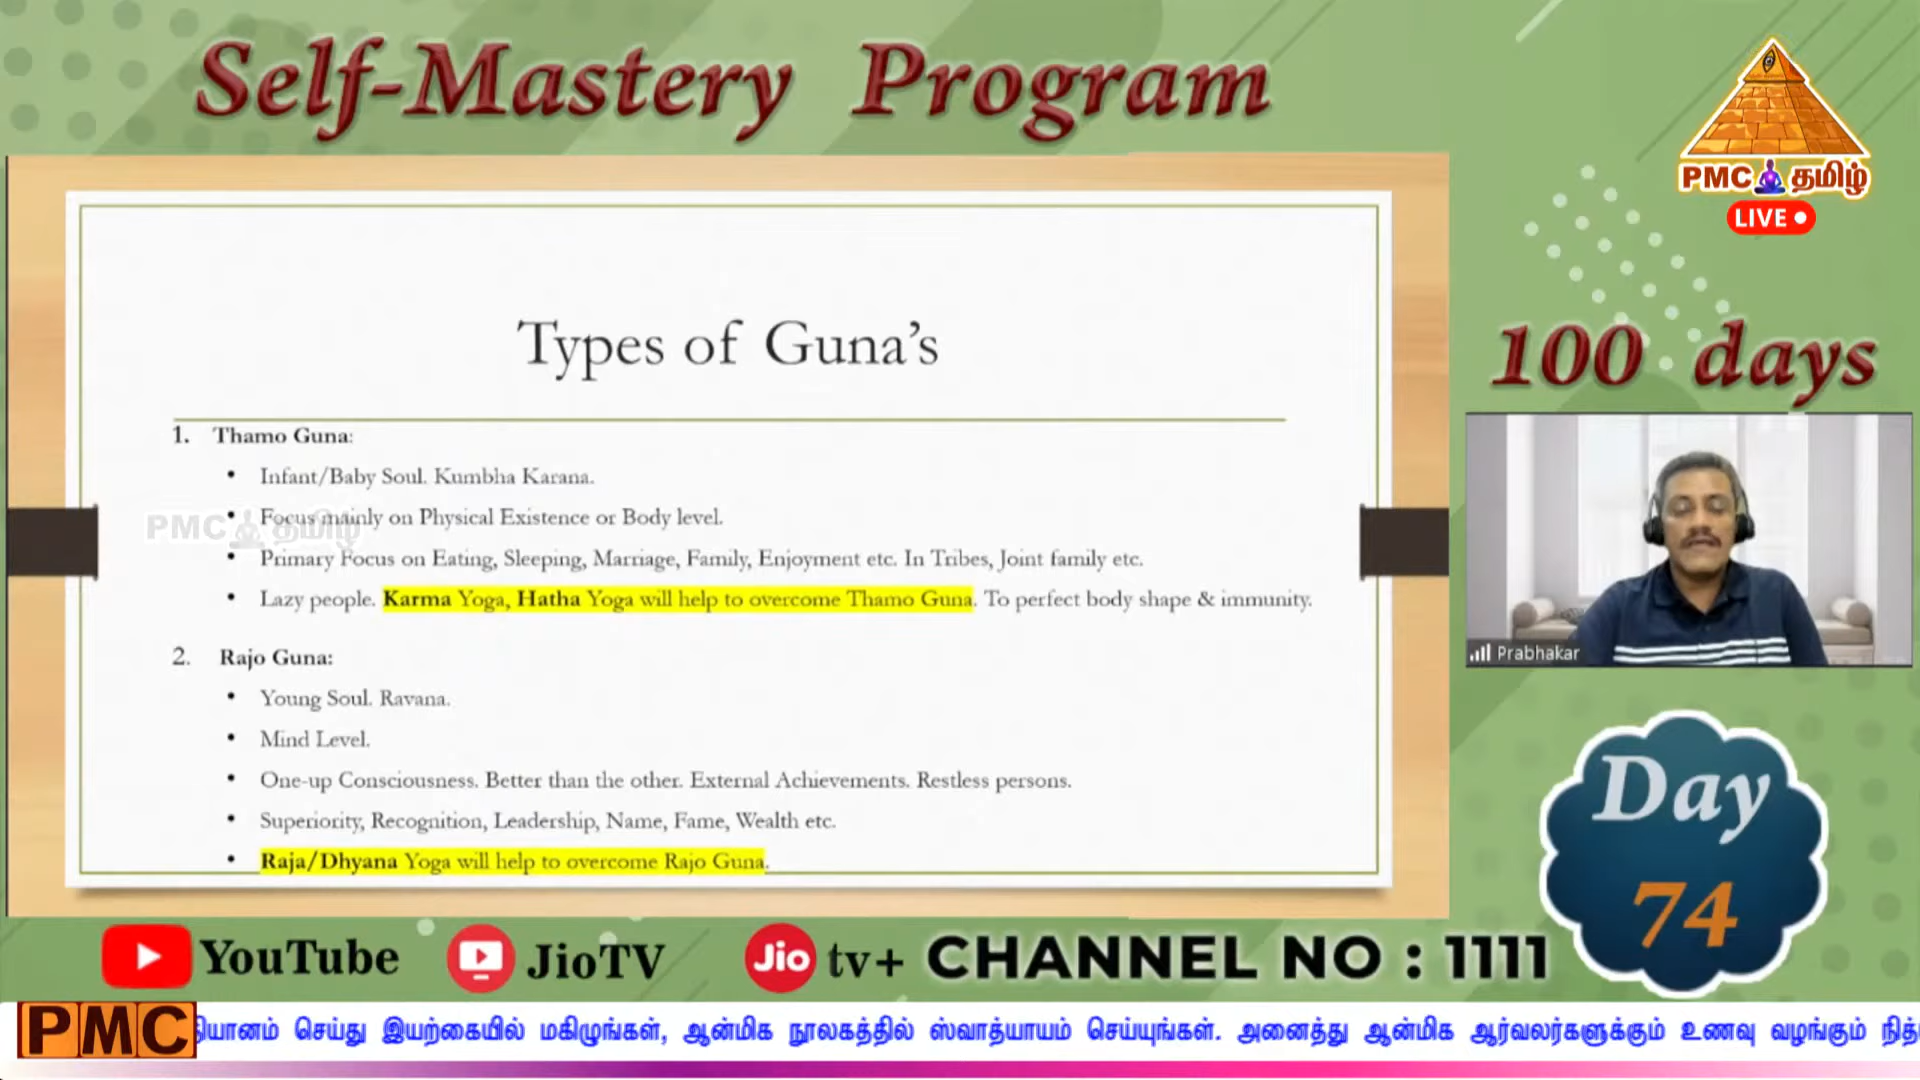 Self-Mastery Program
PMC தமிழ்
LIVE
Types of Guna's
1. Thamo Guna:
• Infant/Baby Soul. Kumbha Karana.
• Focus mainly on Physical Existence or Body level.
PMC தமிழ்
• Primary Focus on Eating, Sleeping, Marriage, Family, Enjoyment etc. In Tribes, Joint family etc.
• Lazy people. Karma Yoga, Hatha Yoga will help to overcome Thamo Guna. To perfect body shape & immunity.
2. Rajo Guna:
• Young Soul. Ravana.
• Mind Level.
• One-up Consciousness. Better than the other. External Achievements. Restless persons.
• Superiority, Recognition, Leadership, Name, Fame, Wealth etc.
• Raja/Dhyana Yoga will help to overcome Rajo Guna.
100 days
Prabhakar
Day
74
YouTube JioTV Jio tv+ CHANNEL NO : 1111
PMC செய்து இயற்கையில் மகிழுங்கள், ஆன்மிக நூலகத்தில் ஸ்வாத்யாயம் செய்யுங்கள். அனைத்து ஆன்மிக ஆர்வலர்களுக்கும் உணவு வழங்கும்